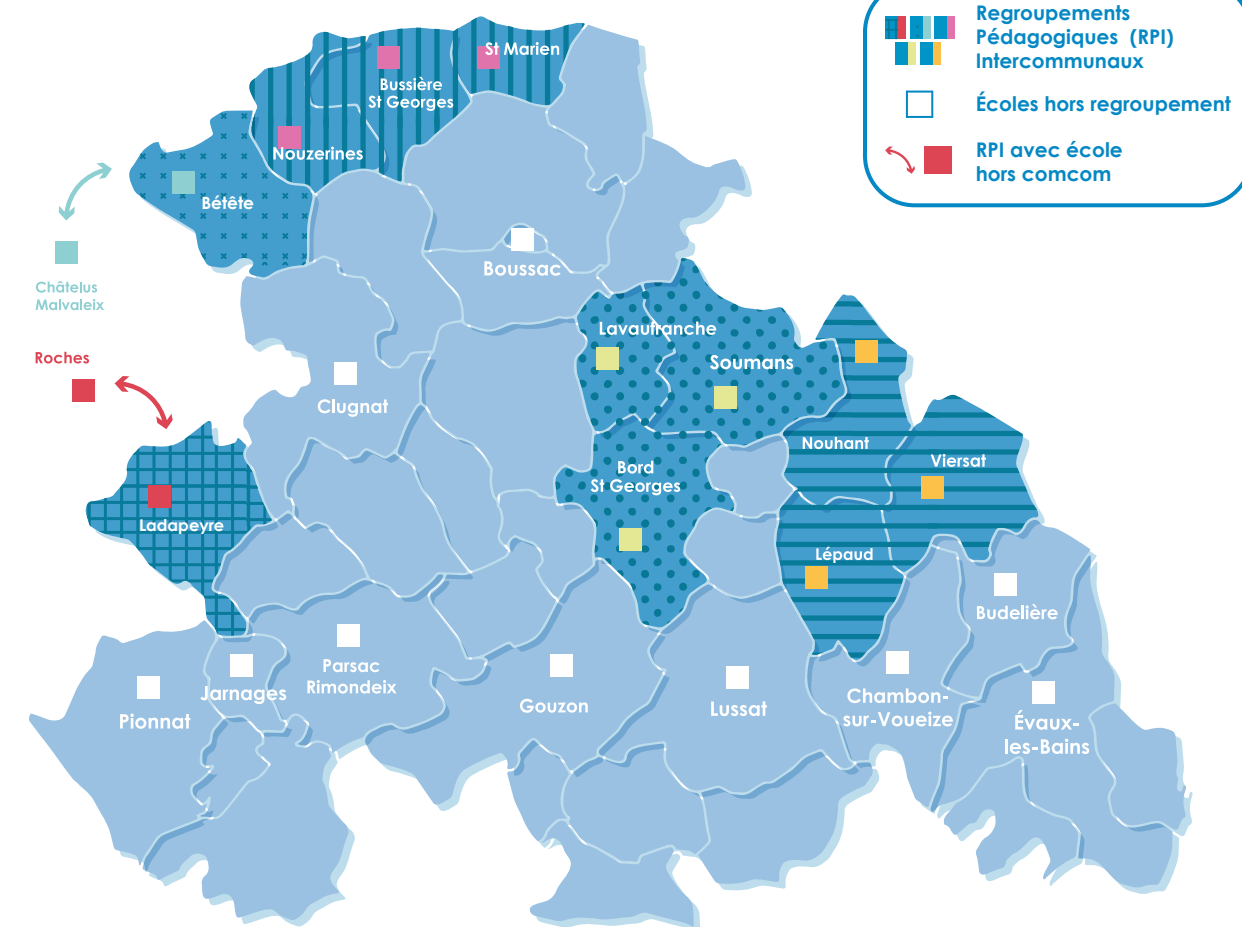 Regroupements
Pédagogiques (RPI)
Intercommunaux
Écoles hors regroupement
RPI avec école
hors comcom
St Marien
Bussière
St Georges
Nouzerines
Bétête
Châtelus
Malvaleix
Boussac
Roches
Lavaufranche
Soumans
Clugnat
Nouhant
Viersat
Bord
St Georges
Ladapeyre
Lépaud
Budelière
Parsac
Rimondeix
Jarnages
Pionnat
Gouzon
Lussat
Chambon-
sur-Voueize
Évaux-
les-Bains